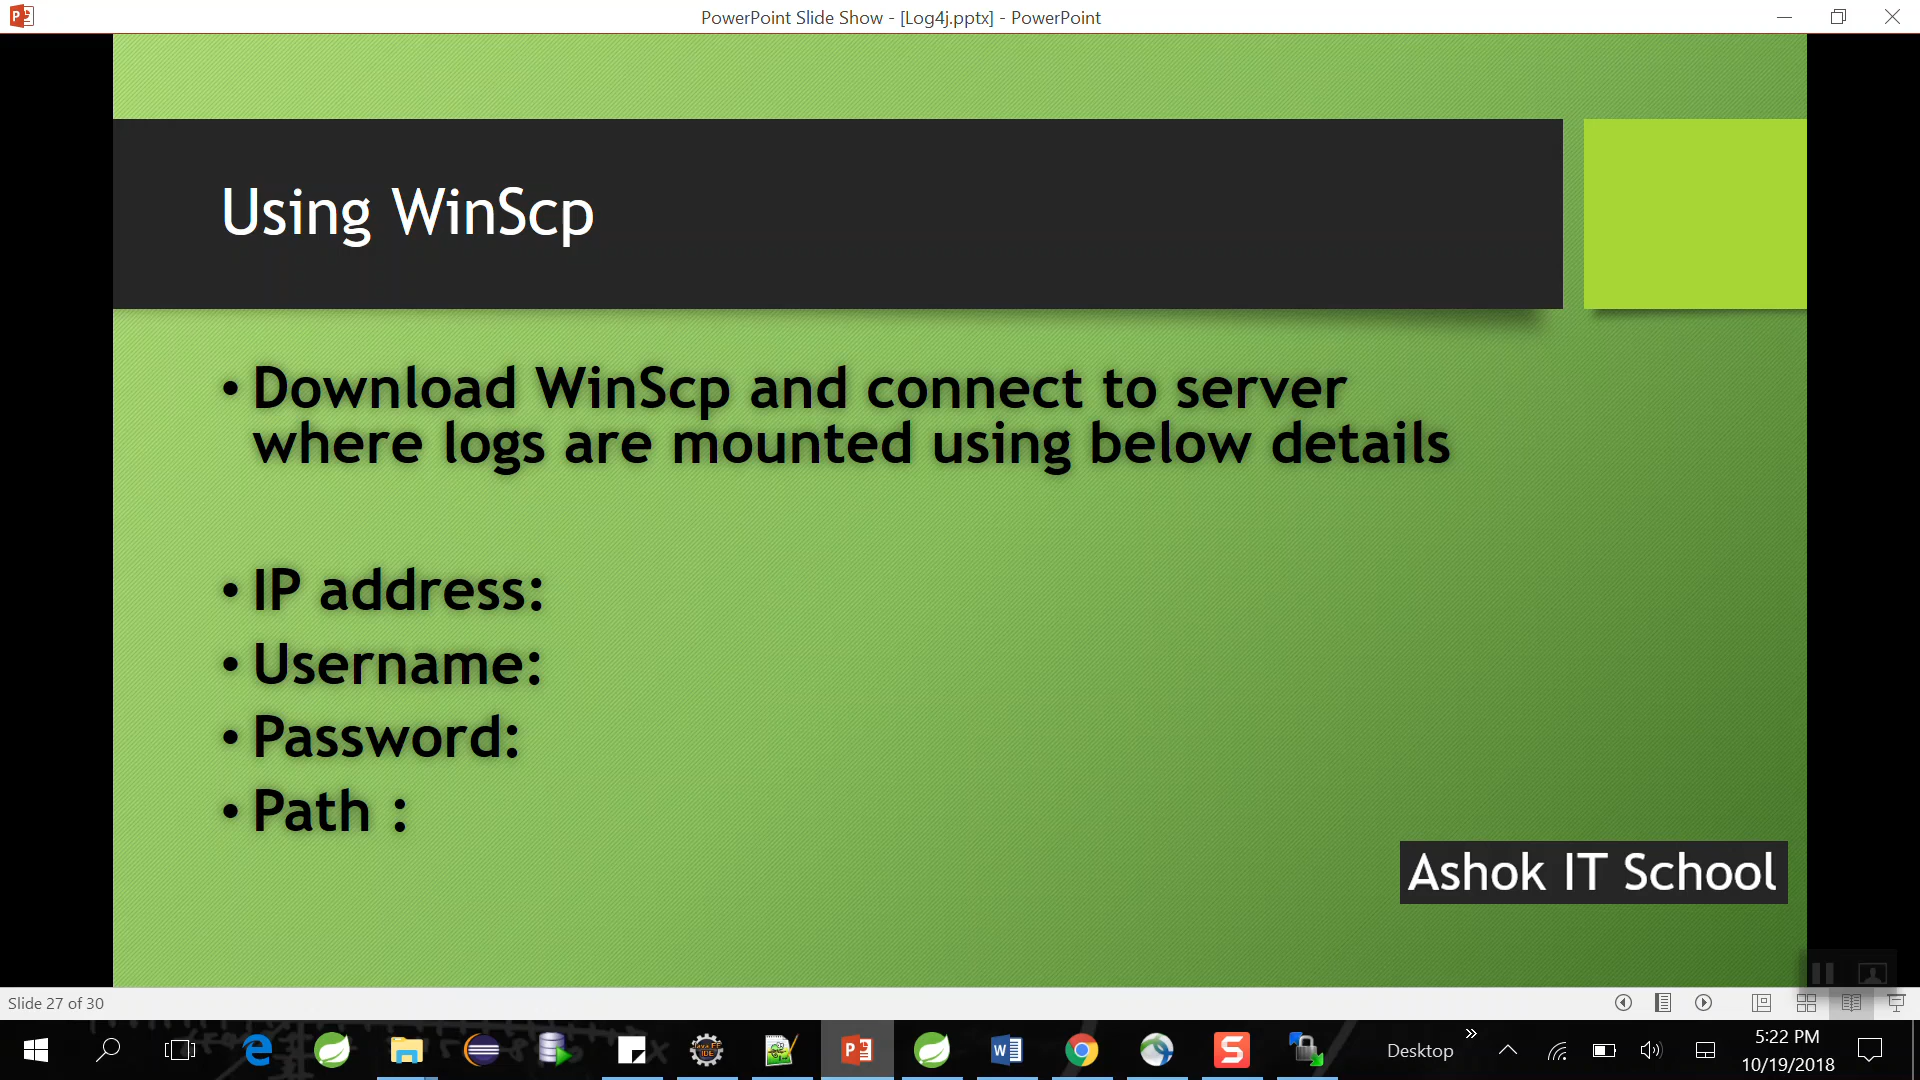 PowerPoint Slide Show - [Log4j.pptx] - PowerPoint
Using WinScp
• Download WinScp and connect to server
where logs are mounted using below details
• IP address:
• Username:
• Password:
• Path :
Ashok IT School
Slide 27 of 30
Desktop
5:22 PM
10/19/2018